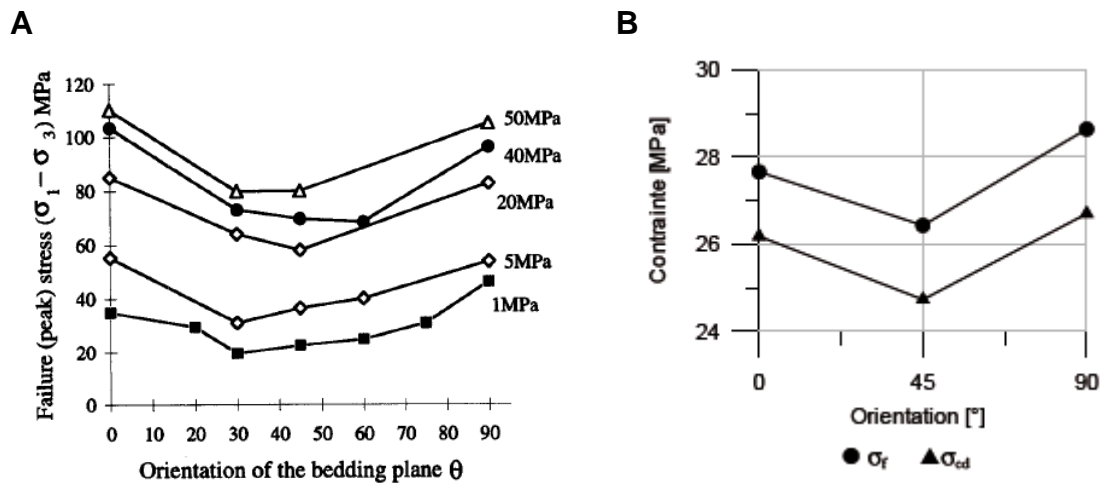 A
B
Failure (peak) stress (σ1 − σ3) MPa
120
100
80
60
40
20
0
50MPa
40MPa
20MPa
5MPa
1MPa
0 10 20 30 40 50 60 70 80 90
Orientation of the bedding plane θ
Contrainte [MPa]
30
28
26
24
0 45 90
Orientation [°]
σf σcd